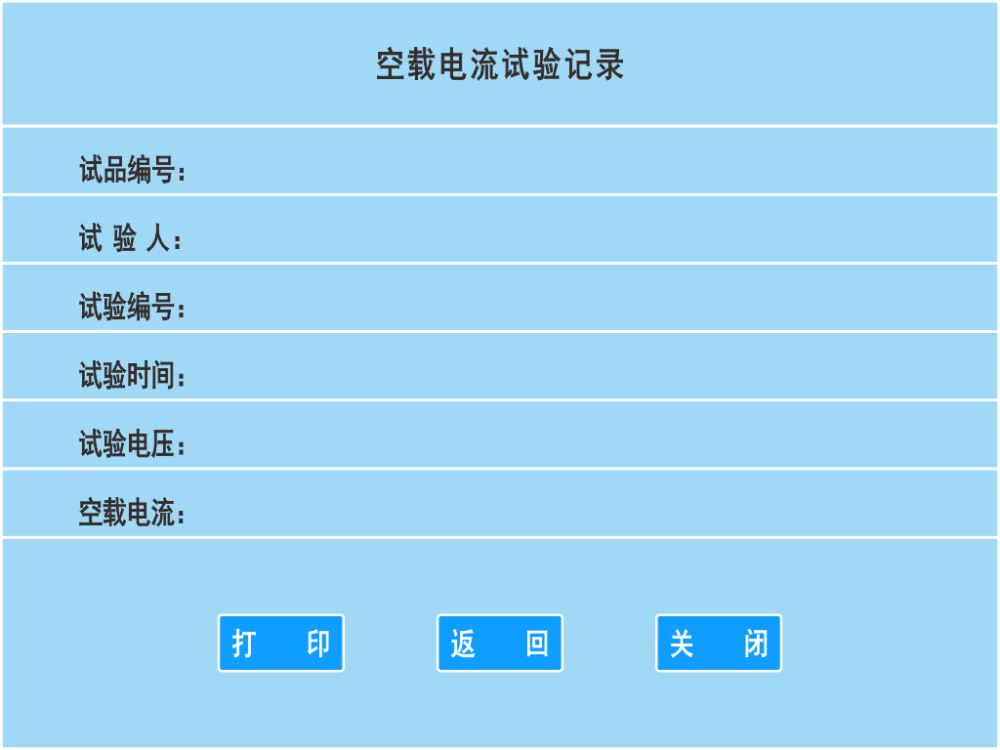 空载电流试验记录
试品编号：
试 验 人：
试验编号：
试验时间：
试验电压：
空载电流：
打 印 返 回 关 闭